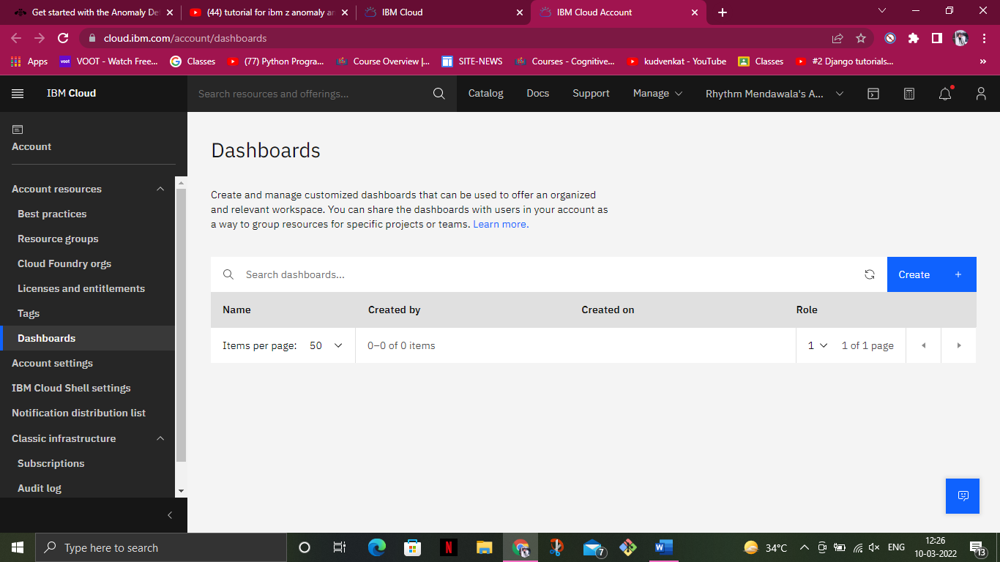 Get started with the Anomaly De
(44) tutorial for ibm z anomaly an
IBM Cloud
IBM Cloud Account
cloud.ibm.com/account/dashboards
Apps
voot VOOT - Watch Free...
Classes
(77) Python Progra...
Course Overview |...
SITE-NEWS
Courses - Cognitive...
kudvenkat - YouTube
Classes
#2 Django tutorials...
»
IBM Cloud
Search resources and offerings...
Catalog
Docs
Support
Manage
Rhythm Mendawala's A...
Account
Account resources
Best practices
Resource groups
Cloud Foundry orgs
Licenses and entitlements
Tags
Dashboards
Account settings
IBM Cloud Shell settings
Notification distribution list
Classic infrastructure
Subscriptions
Audit log
Dashboards
Create and manage customized dashboards that can be used to offer an organized
and relevant workspace. You can share the dashboards with users in your account as
a way to group resources for specific projects or teams. Learn more.
Search dashboards...
Create +
Name Created by Created on Role
Items per page: 50 0–0 of 0 items 1 1 of 1 page
Type here to search
N
7
34°C
ENG
12:26
10-03-2022
13